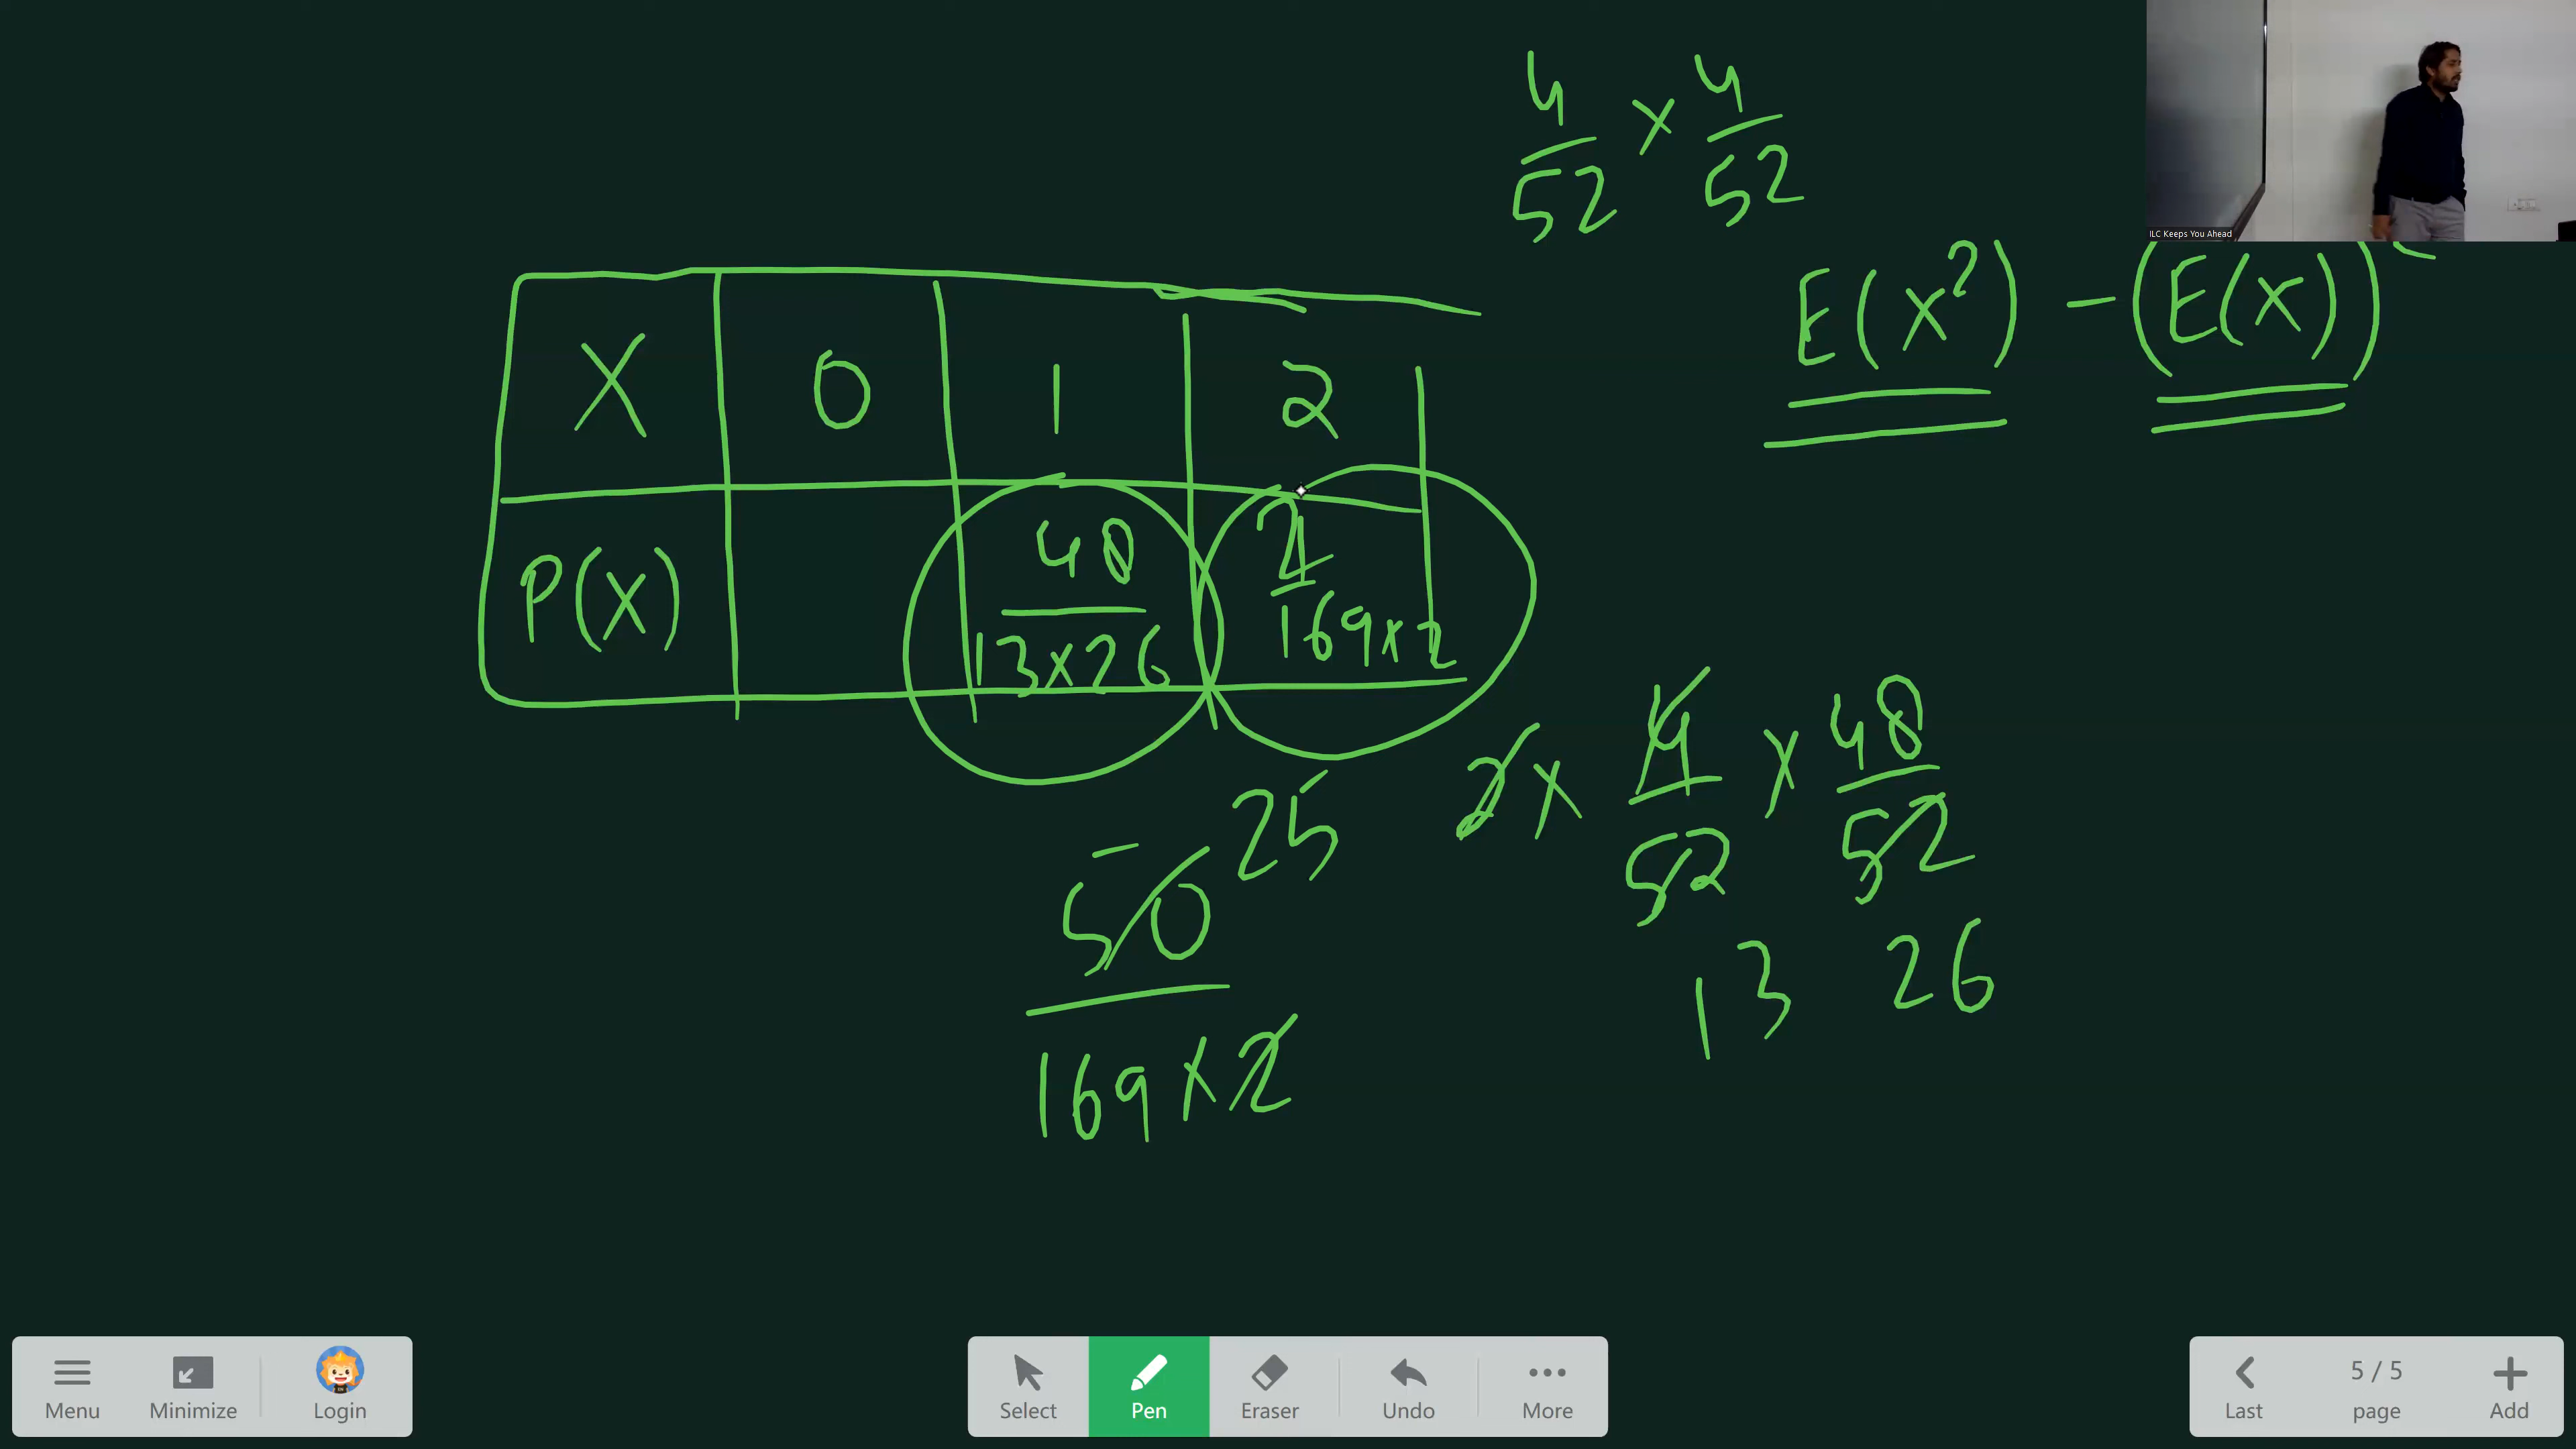 4/52 × 4/52
ILC Keeps You Ahead
E(X²) - (E(X))²
X 0 1 2
P(X) 48/13×26 2/169×2
2 × 4/52 × 48/52
13 26
50 25
169×2
Menu Minimize Login Select Pen Eraser Undo More Last 5 / 5 page Add